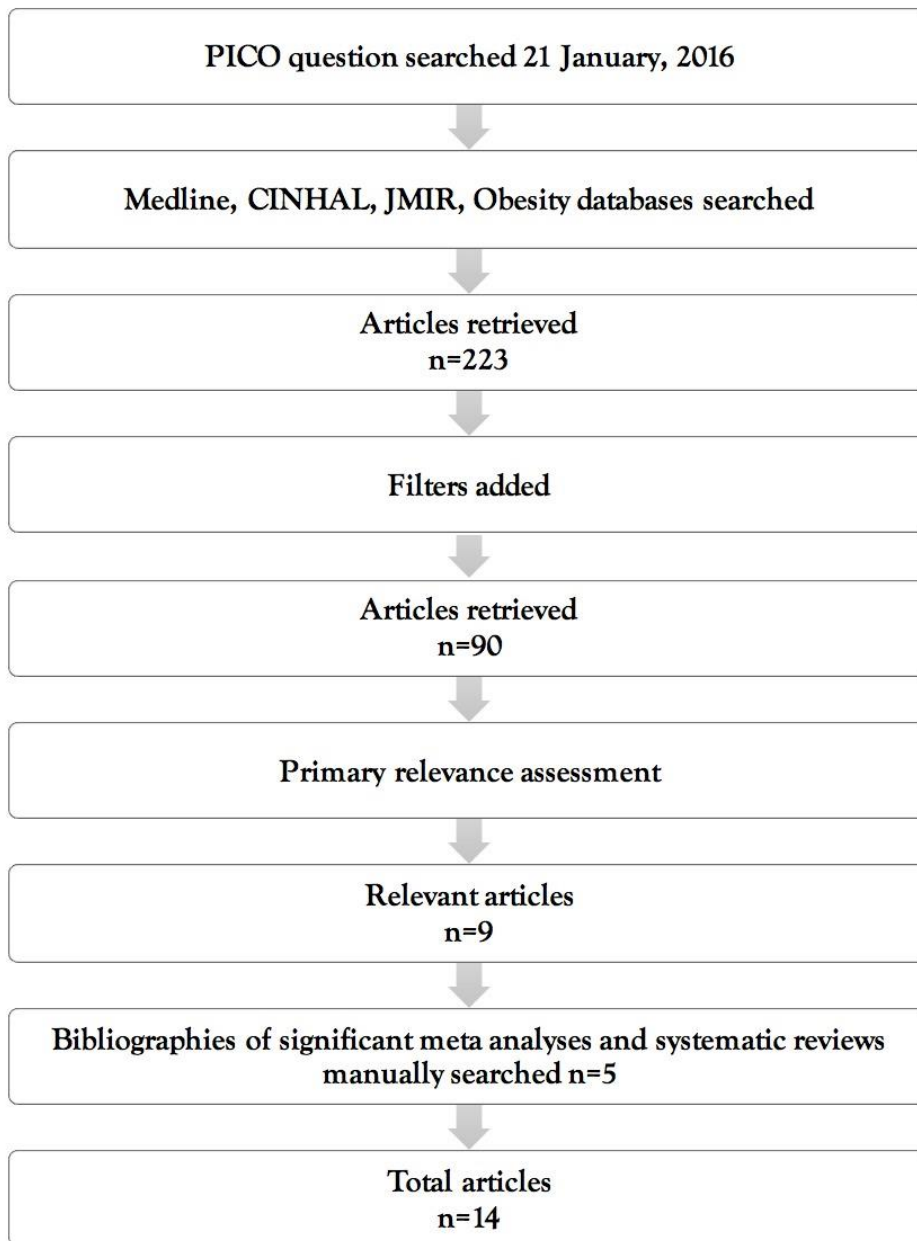 PICO question searched 21 January, 2016
Medline, CINHAL, JMIR, Obesity databases searched
Articles retrieved
n=223
Filters added
Articles retrieved
n=90
Primary relevance assessment
Relevant articles
n=9
Bibliographies of significant meta analyses and systematic reviews
manually searched n=5
Total articles
n=14